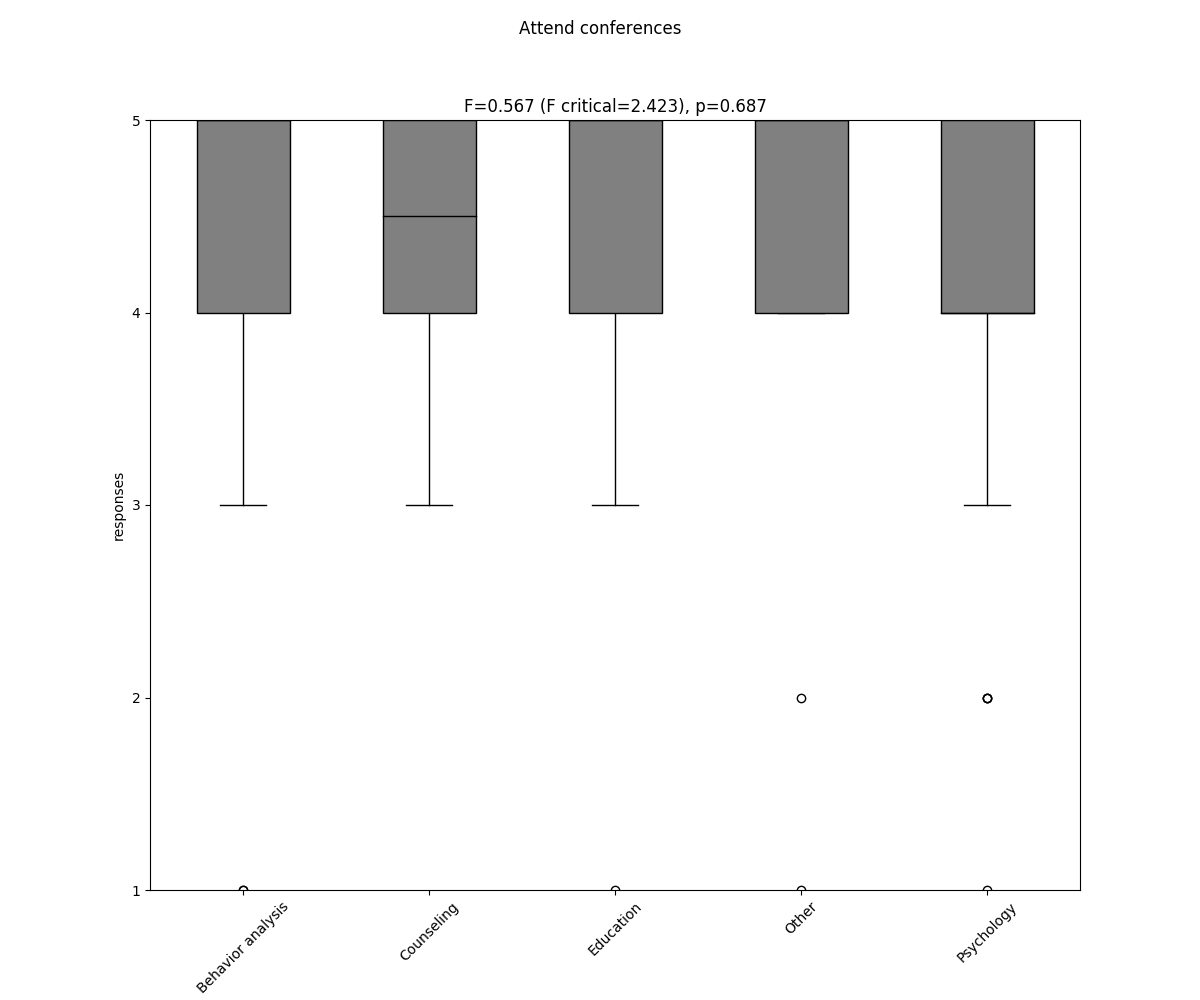 Attend conferences
F=0.567 (F critical=2.423), p=0.687
5
4
3
2
1
responses
Behavior analysis
Counseling
Education
Other
Psychology